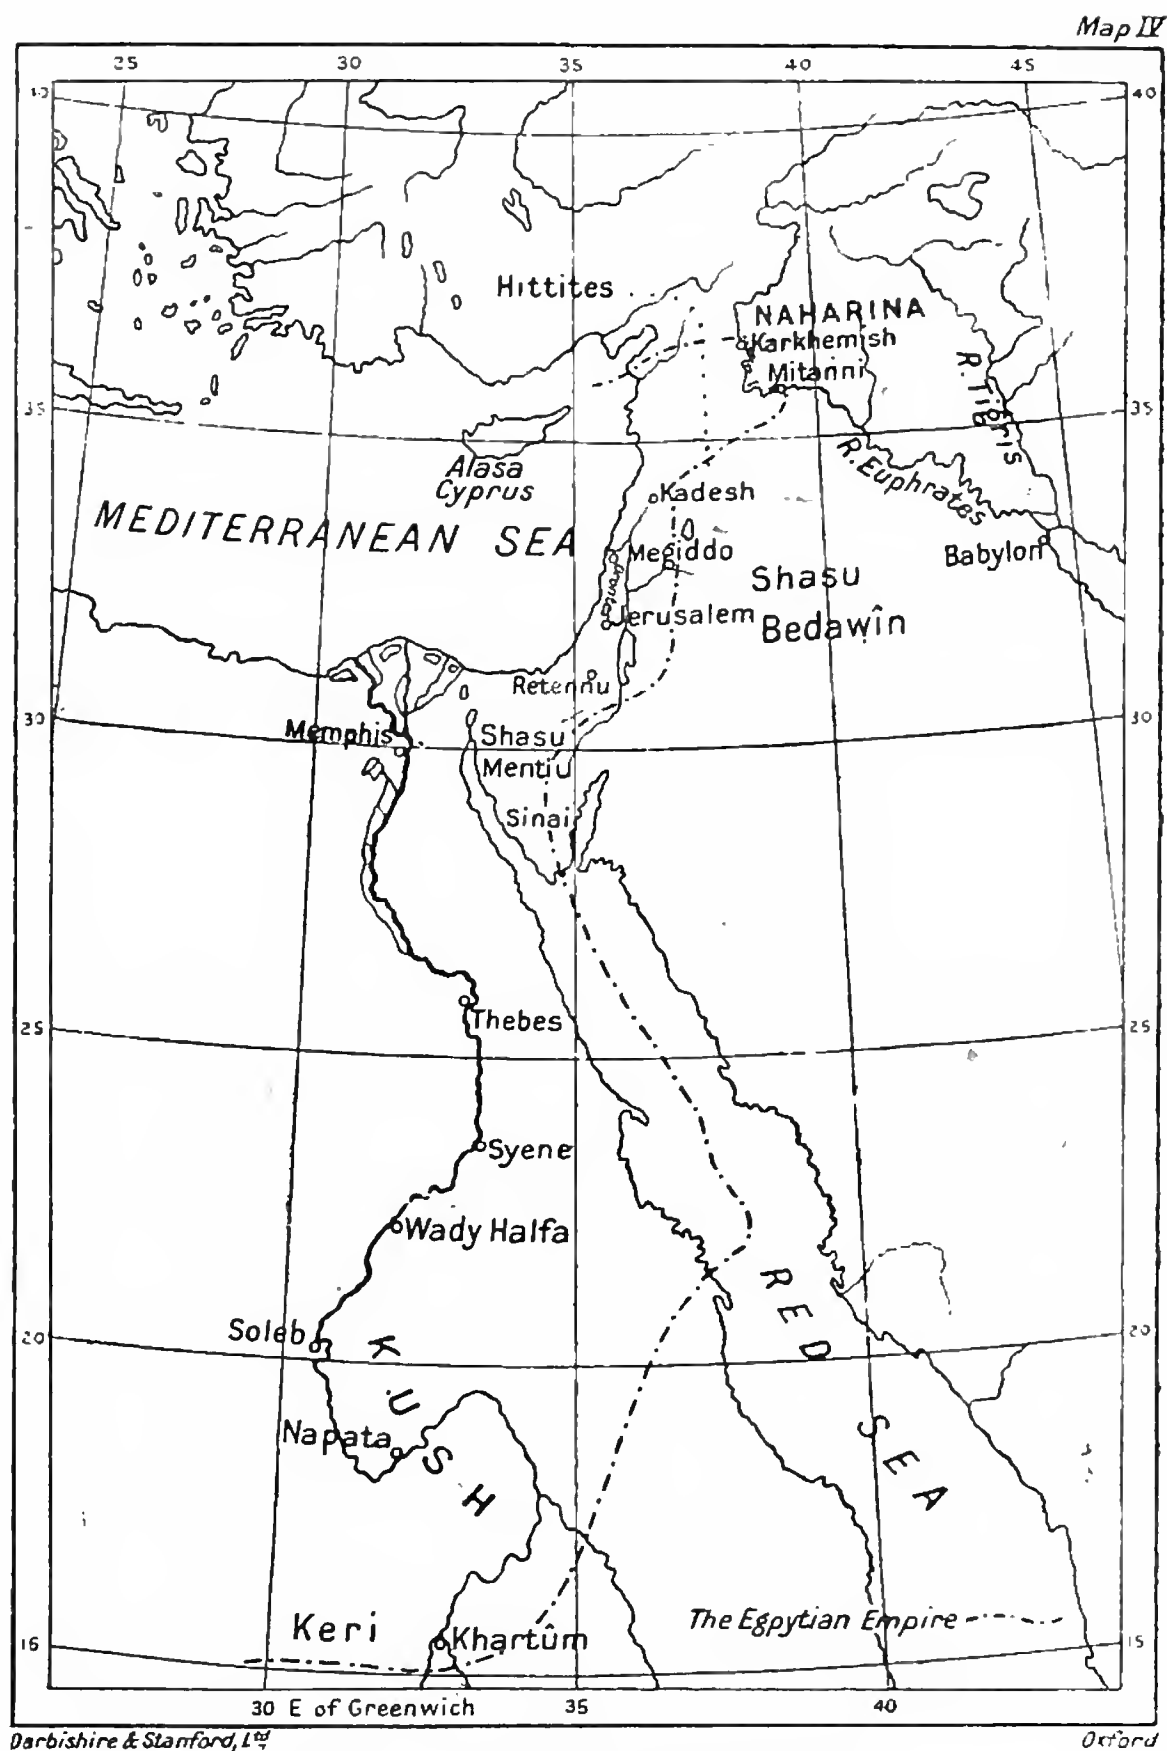 Map IV
25 30 35 40 45
40 40
Hittites
NAHARINA
Karkhemish
Mitanni
R. Tigris
35 35
Alasa
Cyprus
R. Euphrates
Kadesh
MEDITERRANEAN SEA
Megiddo
Babylon
Shasu
Jerusalem
Bedawîn
Retennu
30 30
Memphis
Shasu
Mentiu
Sinai
Thebes
25 25
Syene
Wady Halfa
RED SEA
Soleb
20 20
KUSH
Napata
Keri
Khartûm
The Egpytian Empire
16 15
30 E of Greenwich 35 40
Darbishire & Stanford, Ltd
Oxford